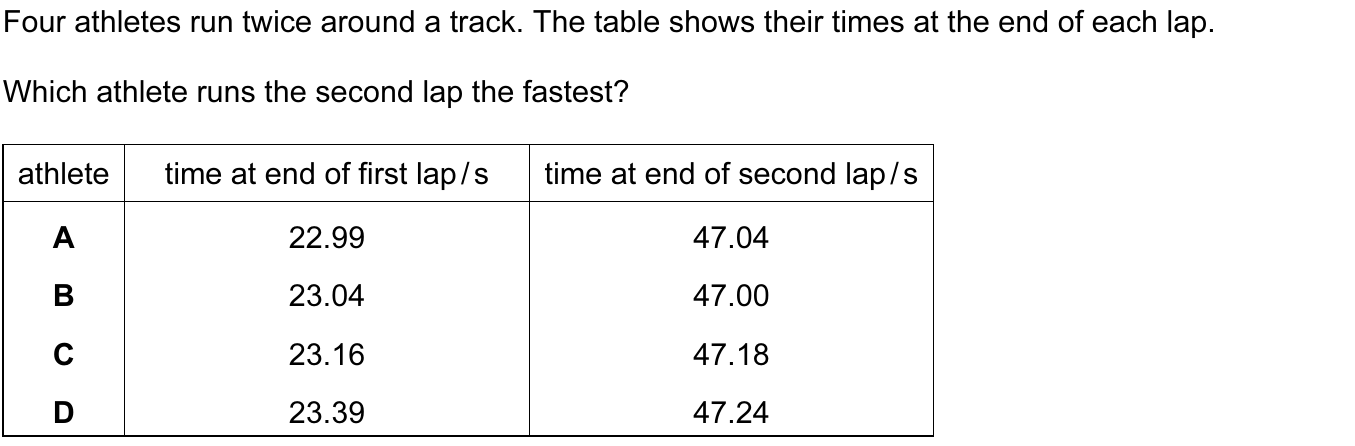 Four athletes run twice around a track. The table shows their times at the end of each lap.
Which athlete runs the second lap the fastest?
athlete time at end of first lap / s time at end of second lap / s
A 22.99 47.04
B 23.04 47.00
C 23.16 47.18
D 23.39 47.24